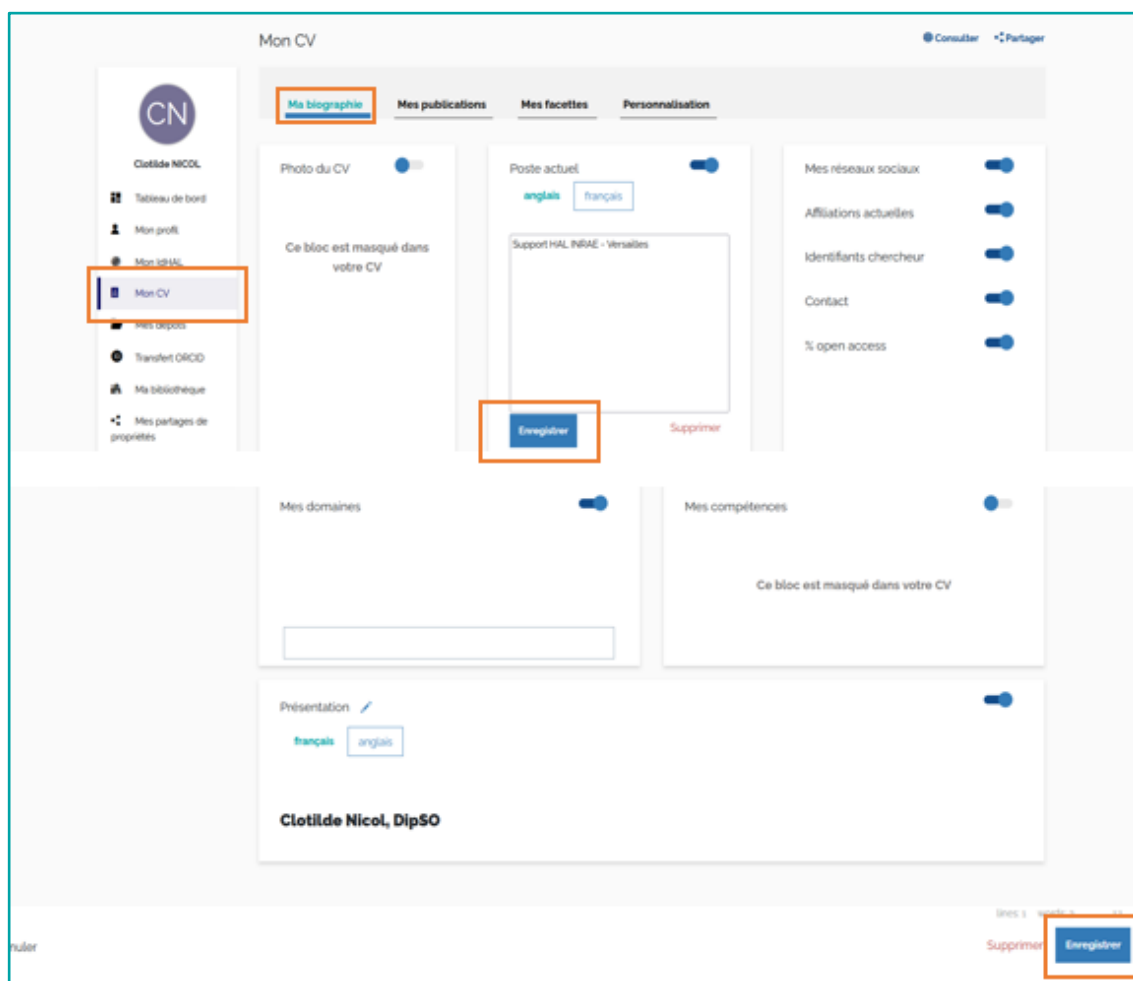 Mon CV
Consulter
Partager
CN
Clotilde NICOL
Tableau de bord
Mon profil
Mon IdHAL
Mon CV
Mes dépôts
Transfert ORCID
Ma bibliothèque
Mes partages de
propriétés
Ma biographie
Mes publications
Mes facettes
Personnalisation
Photo du CV
Ce bloc est masqué dans
votre CV
Poste actuel
anglais
français
Support HAL INRAE - Versailles
Enregistrer
Supprimer
Mes réseaux sociaux
Affiliations actuelles
Identifiants chercheur
Contact
% open access
Mes domaines
Mes compétences
Ce bloc est masqué dans votre CV
Présentation
français
anglais
Clotilde Nicol, DipSO
lines 1
nuler
Supprimer
Enregistrer